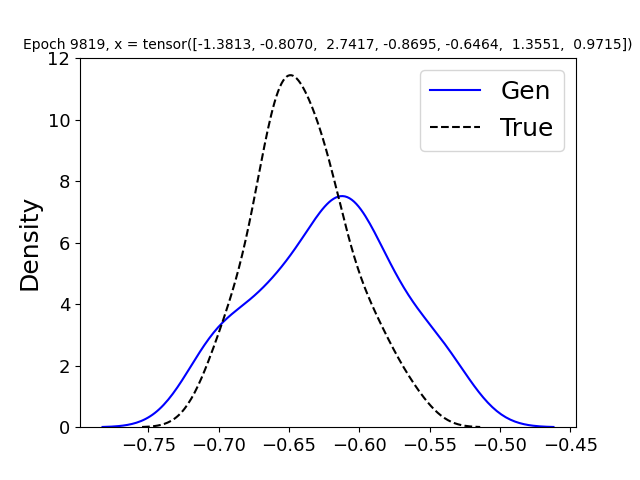 Epoch 9819, x = tensor([-1.3813, -0.8070,  2.7417, -0.8695, -0.6464,  1.3551,  0.9715])
12
10
8
6
4
2
0
Density
Gen
True
−0.75 −0.70 −0.65 −0.60 −0.55 −0.50 −0.45